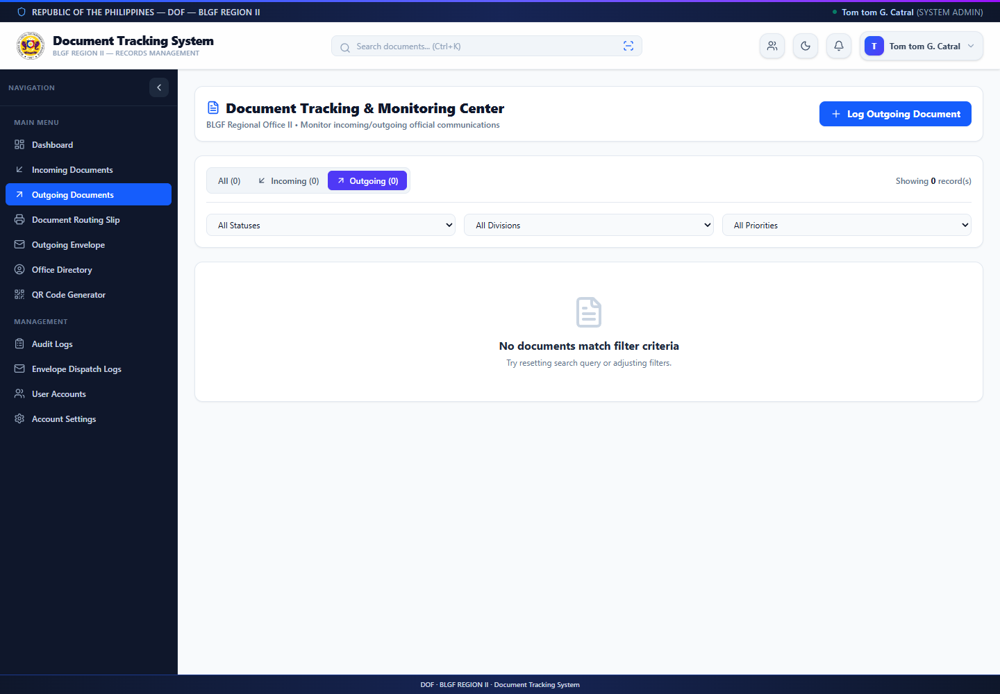 REPUBLIC OF THE PHILIPPINES — DOF — BLGF REGION II
Tom tom G. Catral (SYSTEM ADMIN)
Document Tracking System
BLGF REGION II — RECORDS MANAGEMENT
Search documents... (Ctrl+K)
T
Tom tom G. Catral
NAVIGATION
MAIN MENU
Dashboard
Incoming Documents
Outgoing Documents
Document Routing Slip
Outgoing Envelope
Office Directory
QR Code Generator
MANAGEMENT
Audit Logs
Envelope Dispatch Logs
User Accounts
Account Settings
Document Tracking & Monitoring Center
BLGF Regional Office II • Monitor incoming/outgoing official communications
Log Outgoing Document
All (0)
Incoming (0)
Outgoing (0)
Showing 0 record(s)
All Statuses
All Divisions
All Priorities
No documents match filter criteria
Try resetting search query or adjusting filters.
DOF · BLGF REGION II · Document Tracking System